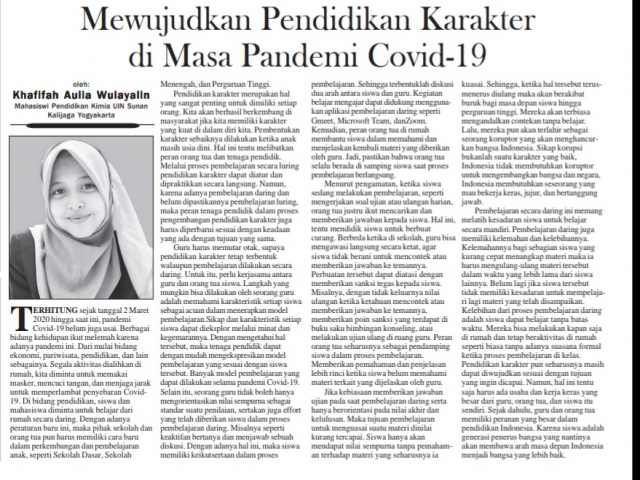 Mewujudkan Pendidikan Karakter
di Masa Pandemi Covid-19
oleh:
Khafifah Aulia Wulayalin
Mahasiswi Pendidikan Kimia UIN Sunan
Kalijaga Yogyakarta
TERHITUNG sejak tanggal 2 Maret
2020 hingga saat ini, pandemi
Covid-19 belum juga usai. Berbagai
bidang kehidupan ikut melemah karena
adanya pandemi ini. Dari mulai bidang
ekonomi, pariwisata, pendidikan, dan lain
sebagainya. Segala aktivitas dialihkan di
rumah, kita diminta untuk memakai
masker, mencuci tangan, dan menjaga jarak
untuk memperlambat penyebaran Covid-
19. Di bidang pendidikan, siswa dan
mahasiswa diminta untuk belajar dari
rumah secara daring. Dengan adanya
peraturan baru ini, maka pihak sekolah dan
orang tua pun harus memiliki cara baru
dalam perkembangan dan pembelajaran
anak, seperti Sekolah Dasar, Sekolah
Menengah, dan Perguruan Tinggi.
Pendidikan karakter merupakan hal
yang sangat penting untuk dimiliki setiap
orang. Kita akan berhasil berkembang di
masyarakat jika kita memiliki karakter
yang kuat di dalam diri kita. Pembentukan
karakter sebaiknya dilakukan ketika anak
masih usia dini. Hal ini tentu melibatkan
peran orang tua dan tenaga pendidik.
Melalui proses pembelajaran secara luring
pendidikan karakter dapat diatur dan
dipraktikkan secara langsung. Namun,
karena adanya pembelajaran daring dan
belum dipastikannya pembelajaran luring,
maka peran tenaga pendidik dalam proses
pengembangan pendidikan karakter juga
harus diperbarui sesuai dengan keadaan
yang ada dengan tujuan yang sama.
Guru harus memutar otak, supaya
pendidikan karakter tetap terbentuk
walaupun pembelajaran dilakukan secara
daring. Untuk itu, perlu kerjasama antara
guru dan orang tua siswa. Langkah yang
mungkin bisa dilakukan oleh seorang guru
adalah memahami karakteristik setiap siswa
sebagai acuan dalam menerapkan model
pembelajaran.Sikap dan karakteristik setiap
siswa dapat dieksplor melalui minat dan
kegemarannya. Dengan mengetahui hal
tersebut, maka tenaga pendidik dapat
dengan mudah mengekspresikan model
pembelajaran yang sesuai dengan siswa
tersebut. Banyak model pembelajaran yang
dapat dilakukan selama pandemi Covid-19.
Selain itu, seorang guru tidak boleh hanya
mengprioritaskan nilai sempurna sebagai
standar suatu penilaian, sertakan juga effort
yang telah diberikan siswa dalam proses
pembelajaran daring. Misalnya seperti
keaktifan bertanya dan menjawab sebuah
diskusi. Dengan adanya hal ini, maka siswa
memiliki keikutsertaan dalam proses
pembelajaran. Sehingga terbentuklah diskusi
dua arah antara siswa dan guru. Kegiatan
belajar mengajar dapat didukung mengguna-
kan aplikasi pembelajaran daring seperti
Gmeet, Microsoft Team, danZoom.
Kemudian, peran orang tua di rumah
membantu siswa dalam memahami dan
menjelaskan kembali materi yang diberikan
oleh guru. Jadi, pastikan bahwa orang tua
selalu berada di samping siswa saat proses
pembelajaran berlangsung.
Menurut pengamatan, ketika siswa
sedang melakukan pembelajaran, seperti
mengerjakan soal ujian atau ulangan harian,
orang tua justru ikut mencarikan dan
memberikan jawaban kepada siswa. Hal ini,
tentu mendidik siswa untuk berbuat
curang. Berbeda ketika di sekolah, guru bisa
mengawasi langsung secara ketat, agar
siswa tidak berani untuk mencontek atau
memberikan jawaban ke temannya.
Perbuatan tersebut dapat diatasi dengan
memberikan sanksi tegas kepada siswa.
Misalnya, dengan tidak keluarnya nilai
ulangan ketika ketahuan mencontek atau
memberikan jawaban ke temannya,
memberikan poin sanksi yang terdapat di
buku saku bimbingan konseling, atau
melakukan ujian ulang di ruang guru. Peran
orang tua seharusnya sebagai pendamping
siswa dalam proses pembelajaran.
Memberikan pemahaman dan penjelasan
lebih rinci ketika siswa belum memahami
materi terkait yang dijelaskan oleh guru.
Jika kebiasaan memberikan jawaban
ujian pada saat pembelajaran daring serta
hanya berorientasi pada nilai akhir dan
kelulusan. Maka tujuan pembelajaran
untuk menguasai suatu materi dinilai
kurang tercapai. Siswa hanya akan
mendapat nilai sempurna tanpa pemaham-
an terhadap materi yang seharusnya ia
kuasai. Sehingga, ketika hal tersebut terus-
menerus diulang maka akan berakibat
buruk bagi masa depan siswa hingga
perguruan tinggi. Mereka akan terbiasa
mengandalkan contekan tanpa belajar.
Lalu, mereka pun akan terlahir sebagai
seorang koruptor yang akan menghancur-
kan bangsa Indonesia. Sikap korupsi
bukanlah suatu karakter yang baik,
Indonesia tidak membutuhkan koruptor
untuk mengembangkan bangsa dan negara,
Indonesia membutuhkan seseorang yang
mau bekerja keras, jujur, dan bertanggung
jawab.
Pembelajaran secara daring ini memang
melatih kesadaran siswa untuk belajar
secara mandiri. Pembelajaran daring juga
memiliki kelemahan dan kelebihannya.
Kelemahannya bagi sebagian siswa yang
kurang cepat menangkap materi maka ia
harus mengulang-ulang materi tersebut
dalam waktu yang lebih lama dari siswa
lainnya. Belum lagi jika siswa tersebut
tidak memiliki kesadaran untuk mempelaja-
ri lagi materi yang telah disampaikan.
Kelebihan dari proses pembelajaran daring
adalah siswa dapat belajar tanpa batas
waktu. Mereka bisa melakukan kapan saja
di rumah dan tetap beraktivitas di rumah
seperti biasa tanpa adanya suasana formal
ketika proses pembelajaran di kelas.
Pendidikan karakter pun seharusnya masih
dapat diwujudkan sesuai dengan tujuan
yang ingin dicapai. Namun, hal ini tentu
saja harus ada usaha dan kerja keras yang
besar dari guru, orang tua, dan siswa itu
sendiri. Sejak dahulu, guru dan orang tua
memiliki peranan yang besar dalam
pendidikan Indonesia. Karena siswa adalah
generasi penerus bangsa yang nantinya
akan membawa arah masa depan Indonesia
menjadi bangsa yang lebih baik.